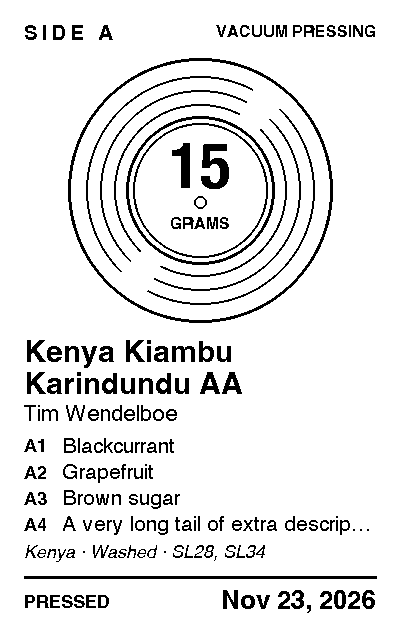 SIDE A
VACUUM PRESSING
15
GRAMS
Kenya Kiambu
Karindundu AA
Tim Wendelboe
A1 Blackcurrant
A2 Grapefruit
A3 Brown sugar
A4 A very long tail of extra descrip...
Kenya · Washed · SL28, SL34
PRESSED Nov 23, 2026